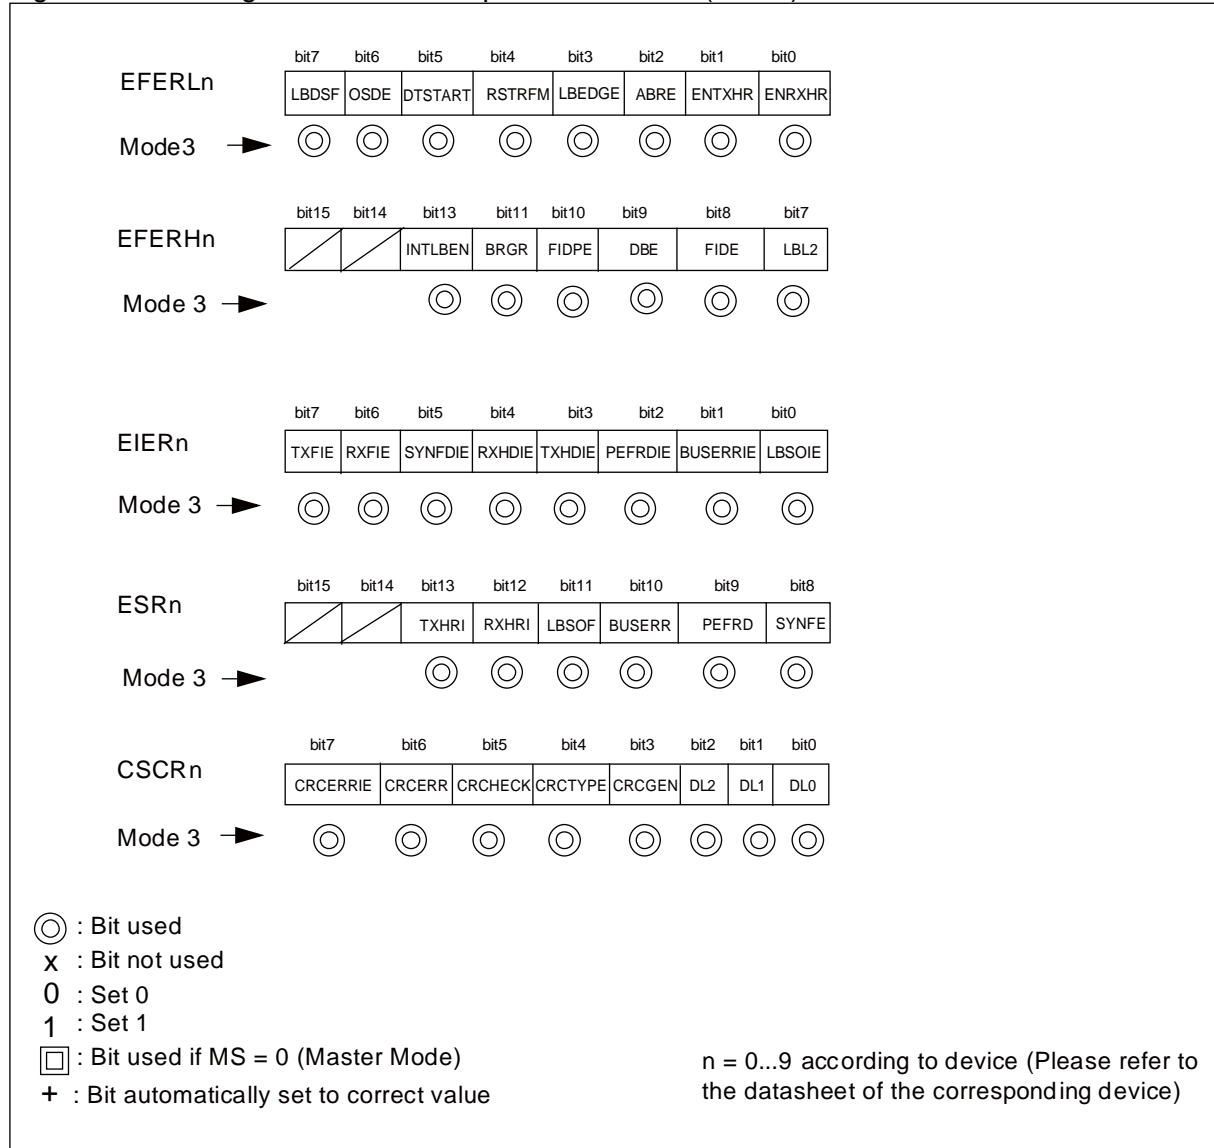 bit7 bit6 bit5 bit4 bit3 bit2 bit1 bit0
EFERLn
LBDSF OSDE DTSTART RSTRFM LBEDGE ABRE ENTXHR ENRXHR
Mode3
bit15 bit14 bit13 bit11 bit10 bit9 bit8 bit7
EFERHn
INTLBEN BRGR FIDPE DBE FIDE LBL2
Mode 3
bit7 bit6 bit5 bit4 bit3 bit2 bit1 bit0
EIERn
TXFIE RXFIE SYNFDIE RXHDIE TXHDIE PEFRDIE BUSERRIE LBSOIE
Mode 3
bit15 bit14 bit13 bit12 bit11 bit10 bit9 bit8
ESRn
TXHRI RXHRI LBSOF BUSERR PEFRD SYNFE
Mode 3
bit7 bit6 bit5 bit4 bit3 bit2 bit1 bit0
CSCRn
CRCERRIE CRCERR CRCHECK CRCTYPE CRCGEN DL2 DL1 DL0
Mode 3
: Bit used
x : Bit not used
0 : Set 0
1 : Set 1
: Bit used if MS = 0 (Master Mode)
+ : Bit automatically set to correct value
n = 0...9 according to device (Please refer to
the datasheet of the corresponding device)